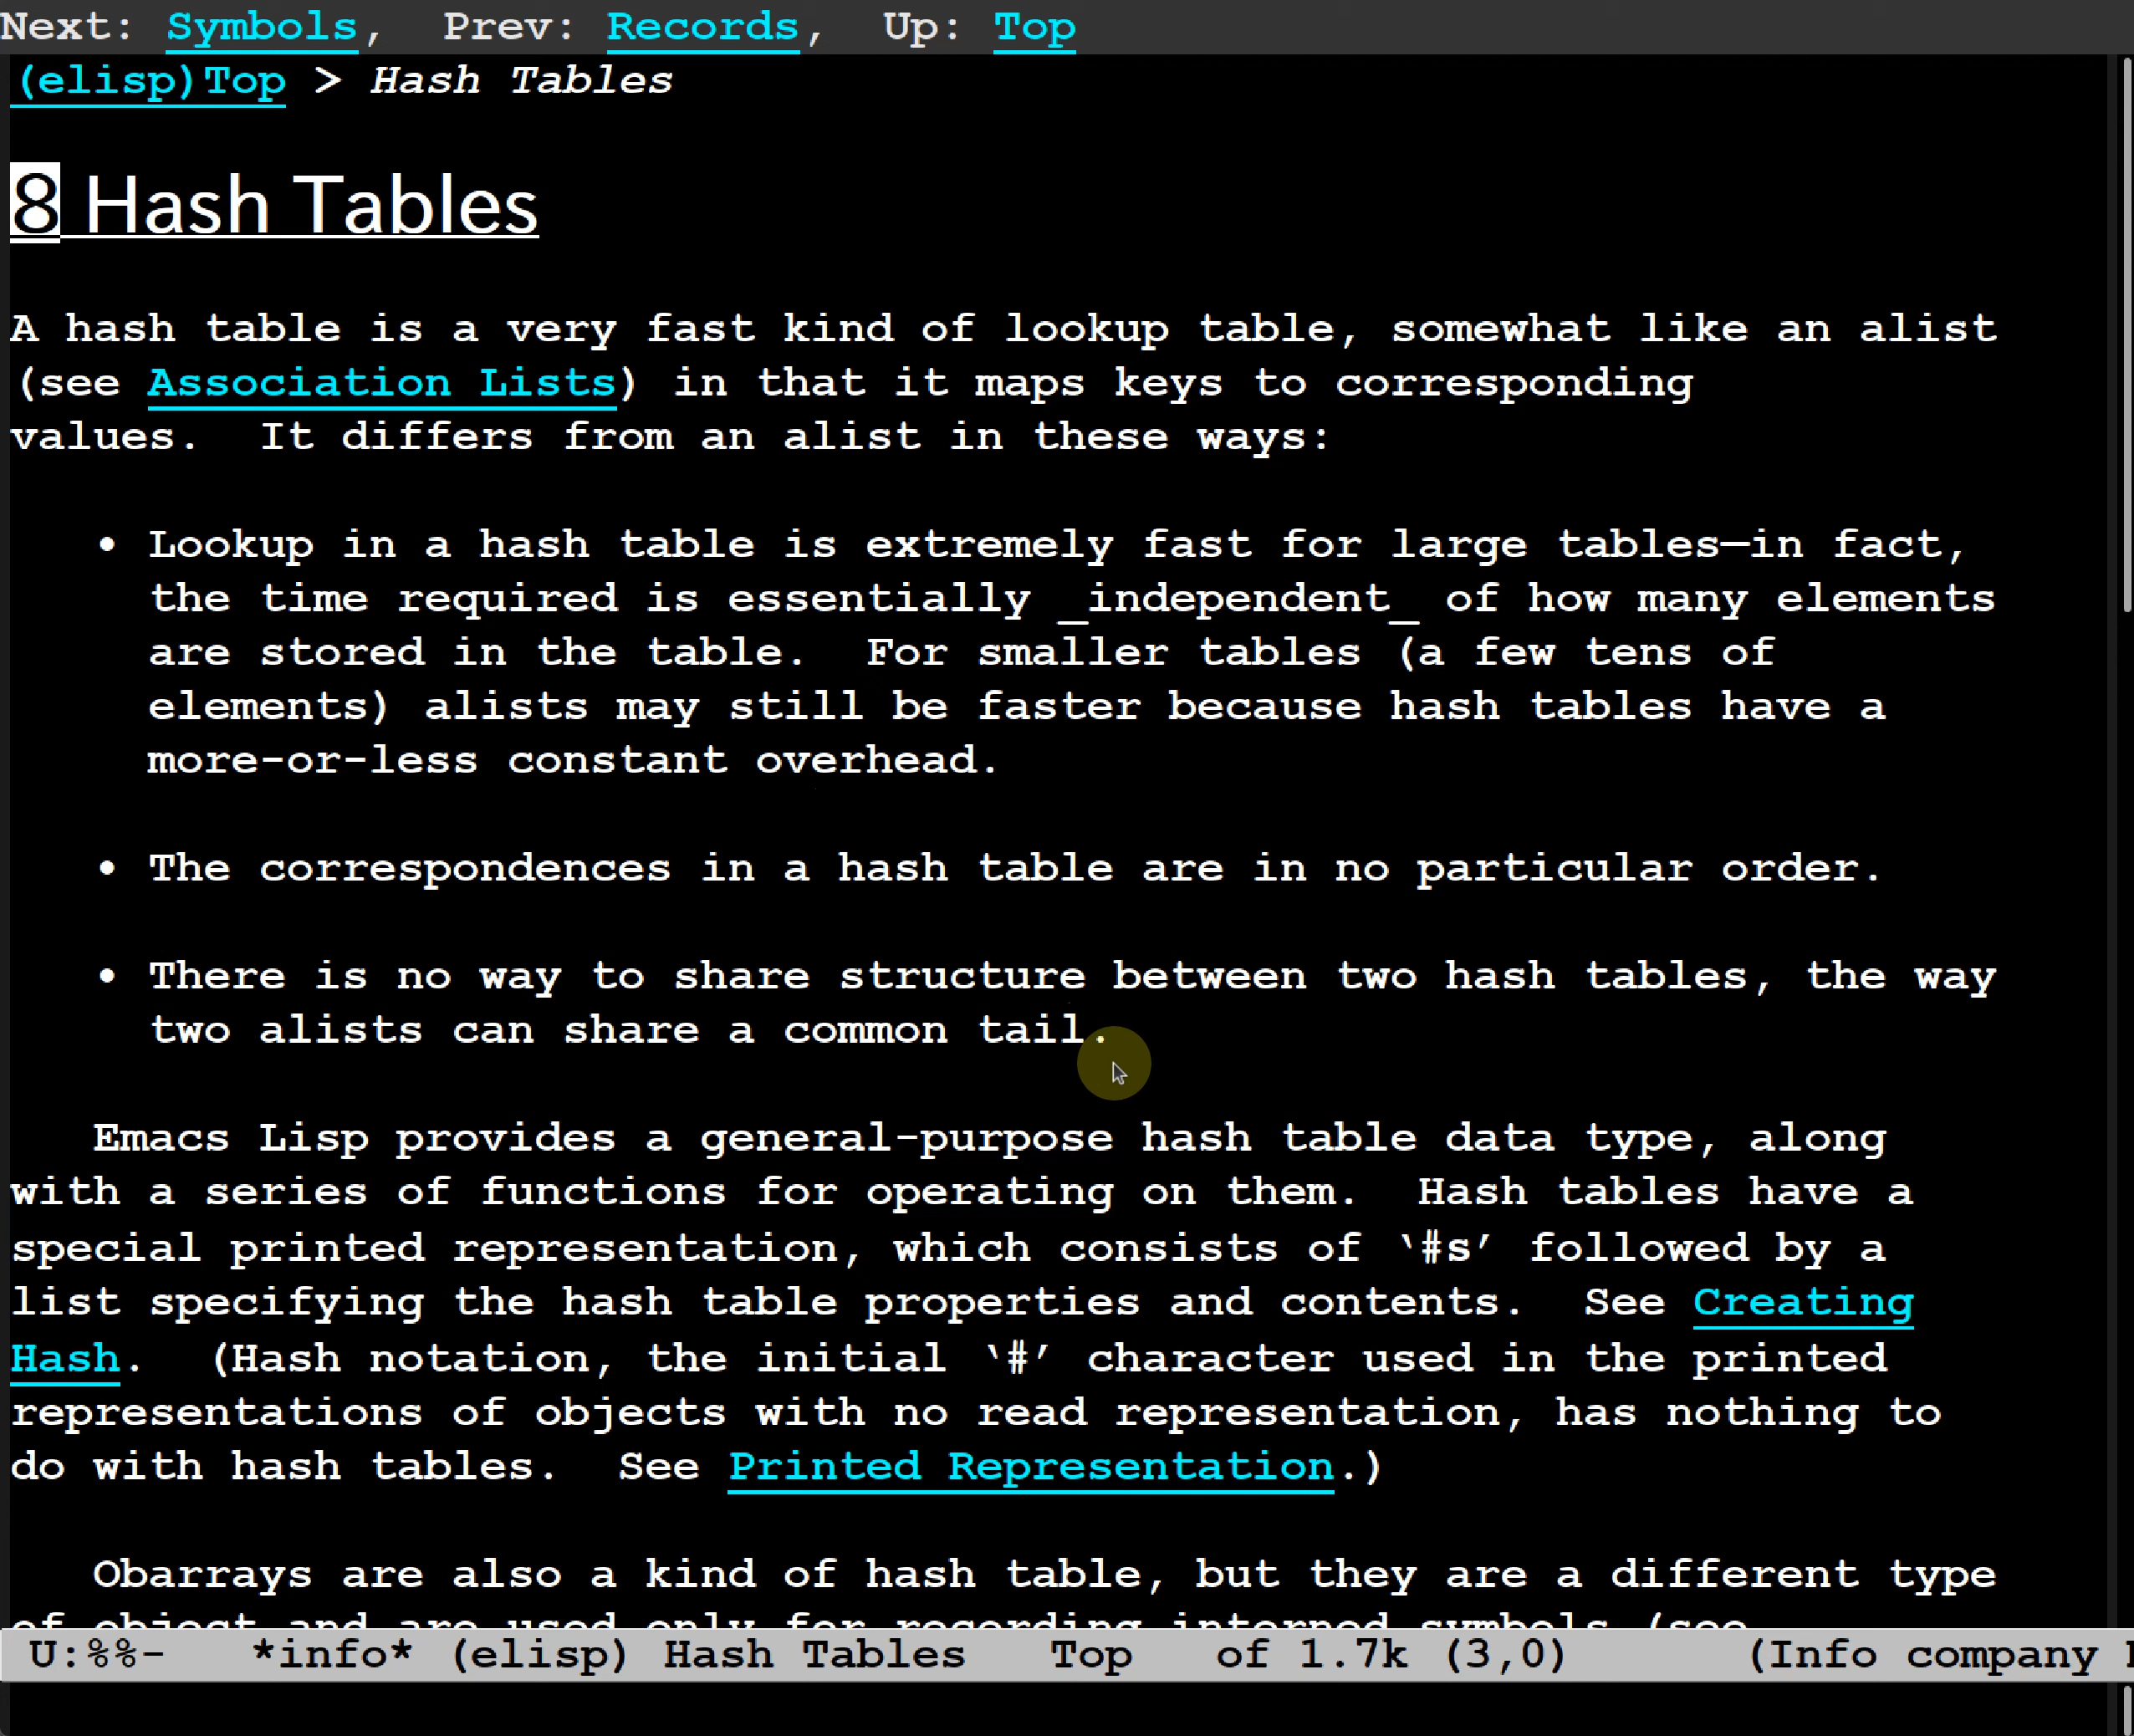 Next: Symbols,  Prev: Records,  Up: Top
(elisp)Top > Hash Tables
8 Hash Tables
A hash table is a very fast kind of lookup table, somewhat like an alist
(see Association Lists) in that it maps keys to corresponding
values.  It differs from an alist in these ways:
• Lookup in a hash table is extremely fast for large tables—in fact,
the time required is essentially _independent_ of how many elements
are stored in the table.  For smaller tables (a few tens of
elements) alists may still be faster because hash tables have a
more-or-less constant overhead.
• The correspondences in a hash table are in no particular order.
• There is no way to share structure between two hash tables, the way
two alists can share a common tail.
Emacs Lisp provides a general-purpose hash table data type, along
with a series of functions for operating on them.  Hash tables have a
special printed representation, which consists of ‘#s’ followed by a
list specifying the hash table properties and contents.  See Creating
Hash.  (Hash notation, the initial ‘#’ character used in the printed
representations of objects with no read representation, has nothing to
do with hash tables.  See Printed Representation.)
Obarrays are also a kind of hash table, but they are a different type
of object and are used only for recording interned symbols (see
U:%%-  *info* (elisp) Hash Tables  Top  of 1.7k (3,0)  (Info company